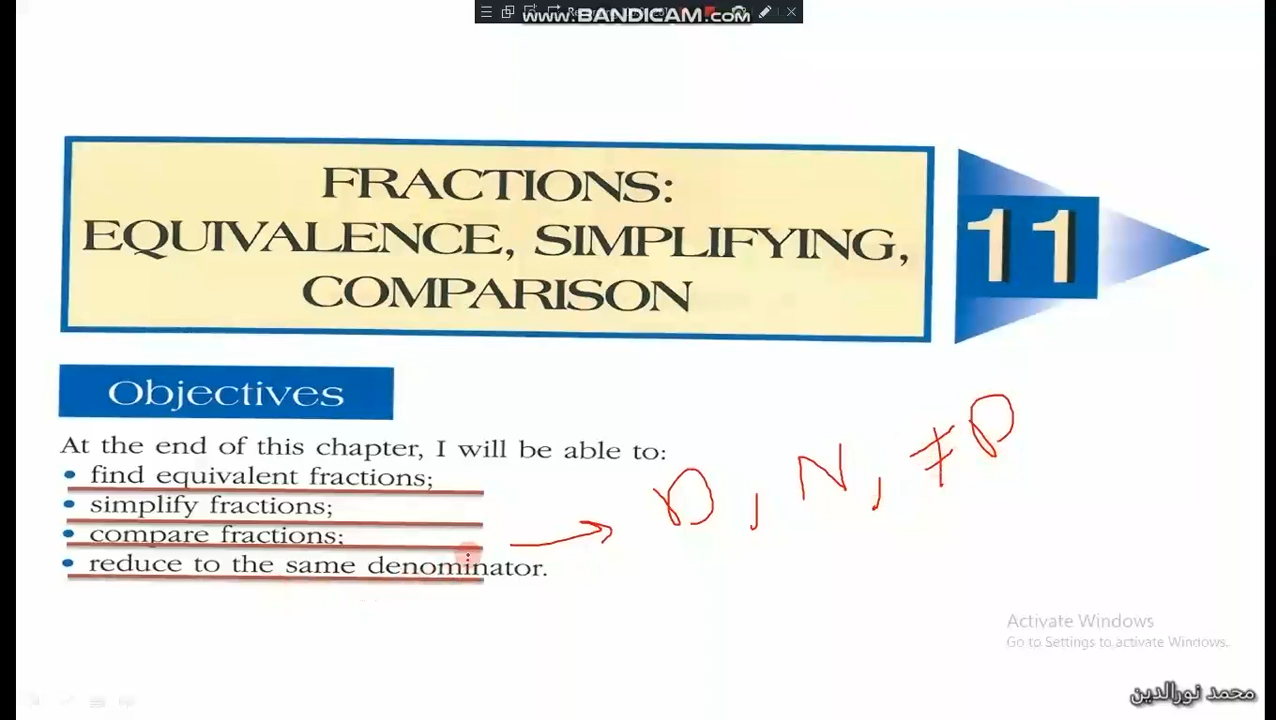 www.BANDICAM.com
FRACTIONS:
EQUIVALENCE, SIMPLIFYING,
COMPARISON
11
Objectives
At the end of this chapter, I will be able to:
• find equivalent fractions;
• simplify fractions;
• compare fractions;
• reduce to the same denominator.
D, N, ≠D
Activate Windows
Go to Settings to activate Windows.
محمد نورالدين